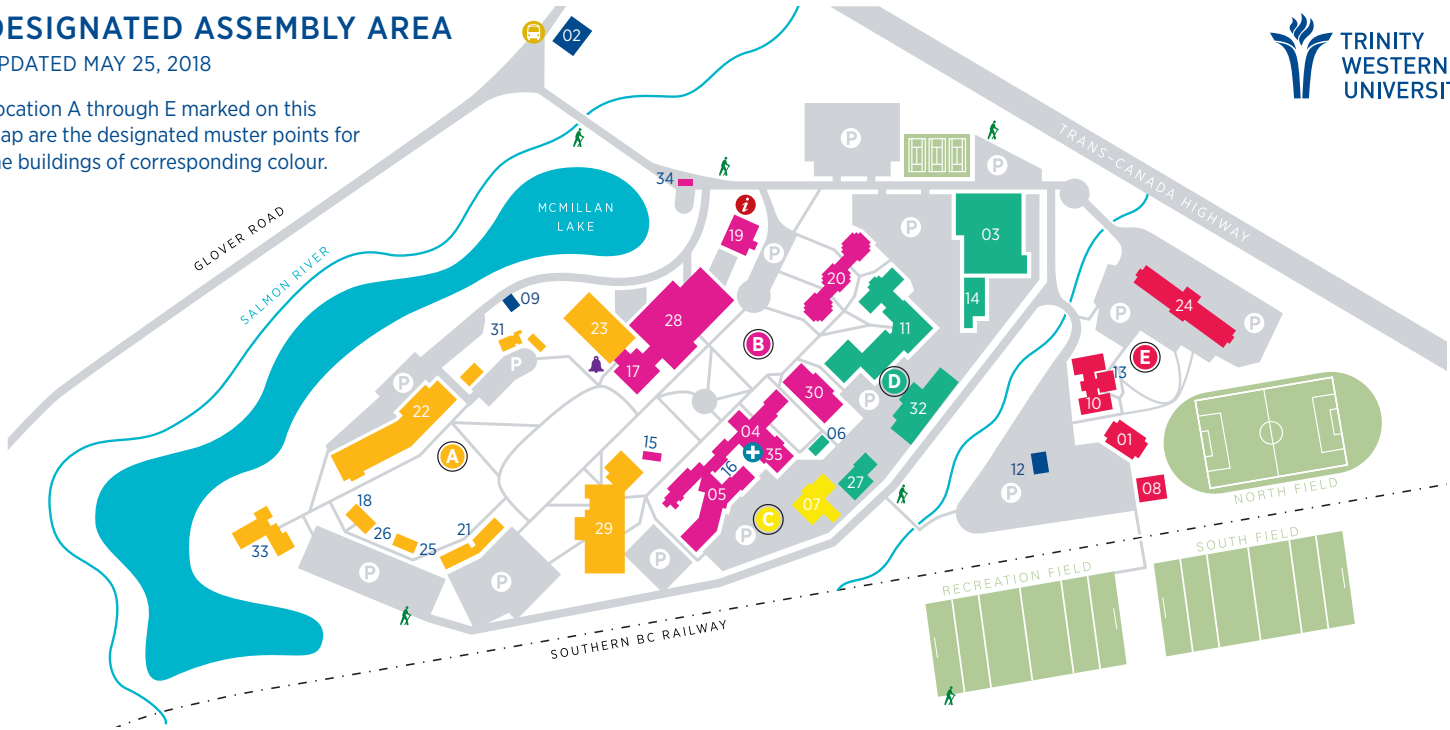 DESIGNATED ASSEMBLY AREA
PDATED MAY 25, 2018
ocation A through E marked on this
ap are the designated muster points for
e buildings of corresponding colour.
TRINITY
WESTERN
UNIVERSIT
02
TRANS-CANADA HIGHWAY
GLOVER ROAD
SALMON RIVER
MCMILLAN
LAKE
34
i
19
P
P
P
P
03
20
14
11
24
P
P
09
31
23
28
17
B
P
P
22
A
15
30
D
P
32
04
06
16
35
05
27
07
C
P
E
13
10
01
08
12
P
NORTH FIELD
SOUTH FIELD
RECREATION FIELD
18
26
25
21
33
29
P
P
P
SOUTHERN BC RAILWAY